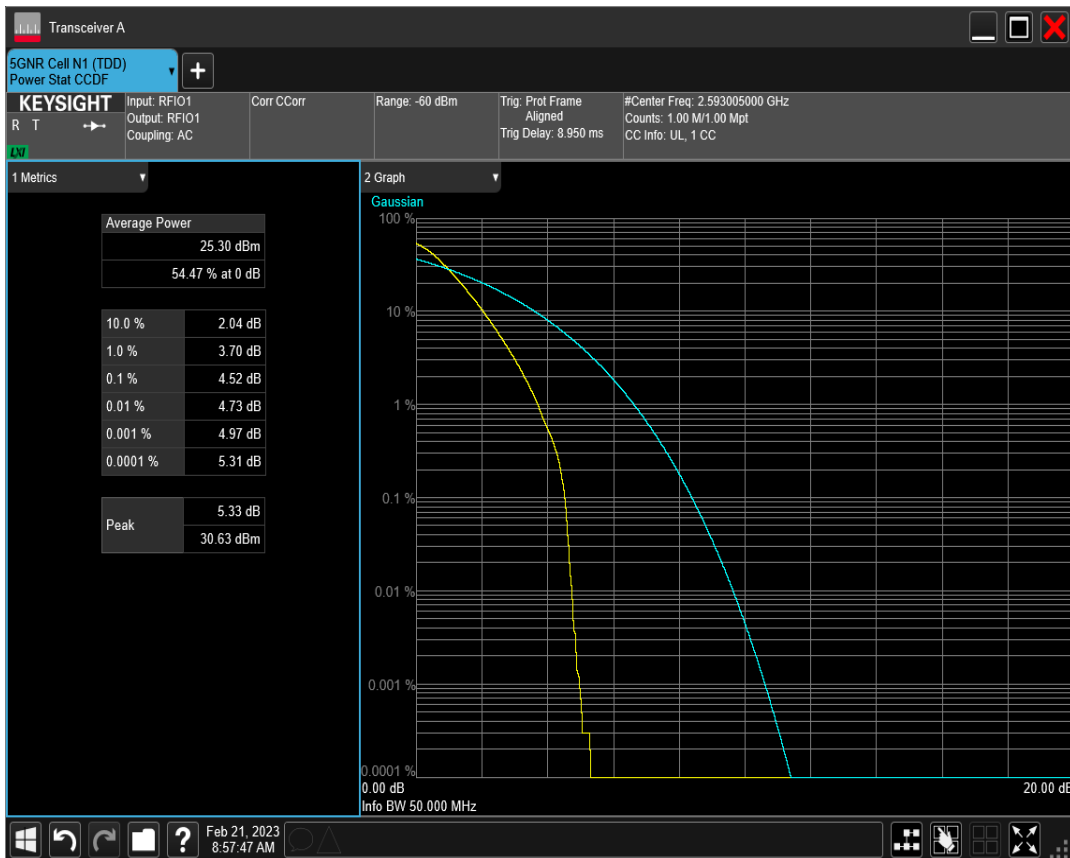 Transceiver A
5GNR Cell N1 (TDD)
Power Stat CCDF
+
KEYSIGHT
R T
LXI
Input: RFIO1
Output: RFIO1
Coupling: AC
Corr CCorr
Range: -60 dBm
Trig: Prot Frame
Aligned
Trig Delay: 8.950 ms
#Center Freq: 2.593005000 GHz
Counts: 1.00 M/1.00 Mpt
CC Info: UL, 1 CC
1 Metrics
Average Power
25.30 dBm
54.47 % at 0 dB
10.0 % 2.04 dB
1.0 % 3.70 dB
0.1 % 4.52 dB
0.01 % 4.73 dB
0.001 % 4.97 dB
0.0001 % 5.31 dB
Peak 5.33 dB
30.63 dBm
2 Graph
Gaussian
100 %
10 %
1 %
0.1 %
0.01 %
0.001 %
0.0001 %
0.00 dB 20.00 dB
Info BW 50.000 MHz
?
Feb 21, 2023
8:57:47 AM